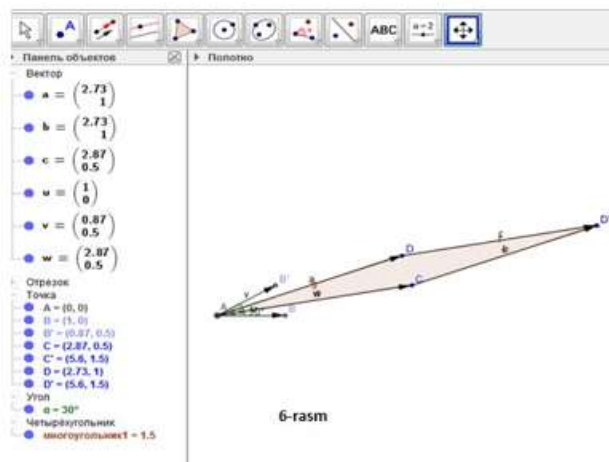 ABC
a = 2
Панель объектов
Полотно
Вектор
a = (2.73 1)
b = (2.73 1)
c = (2.87 0.5)
u = (1 0)
v = (0.87 0.5)
w = (2.87 0.5)
Отрезок
Точка
A = (0, 0)
B = (1, 0)
B' = (0.87, 0.5)
C = (2.87, 0.5)
C' = (5.6, 1.5)
D = (2.73, 1)
D' = (5.6, 1.5)
Угол
α = 30°
Четырёхугольник
многоугольник1 = 1.5
D'
D
C
B'
v
a
w
A
B
6-rasm